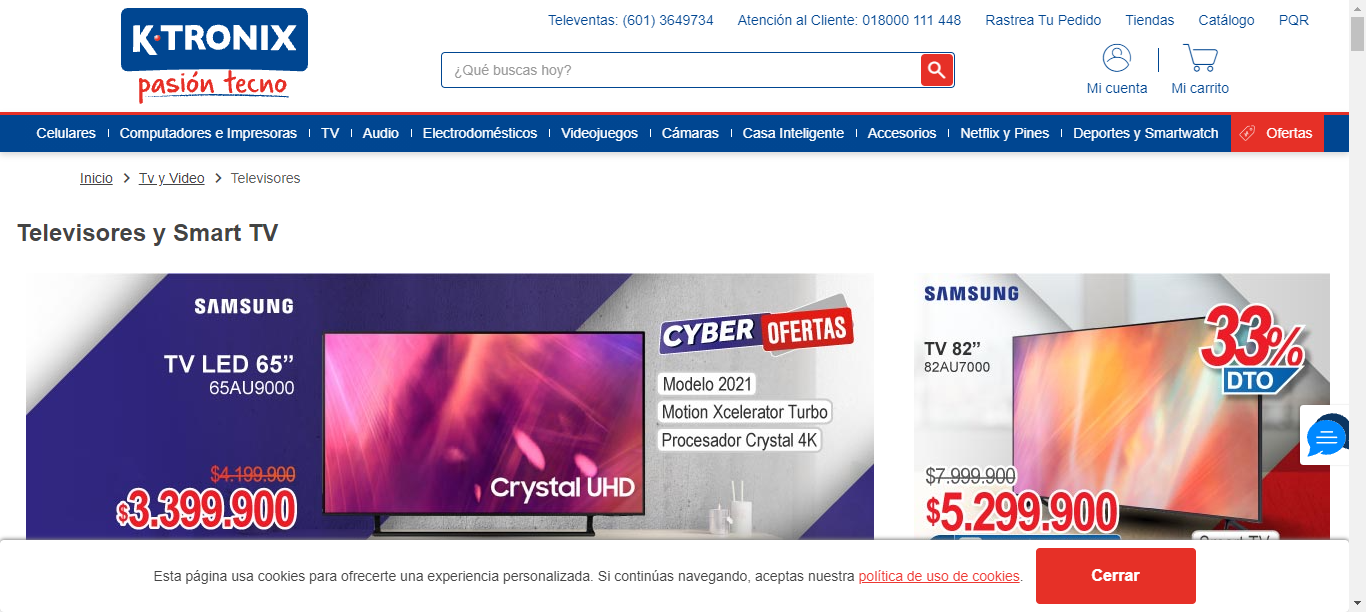 K·TRONIX
pasión tecno
Televentas: (601) 3649734 Atención al Cliente: 018000 111 448 Rastrea Tu Pedido Tiendas Catálogo PQR
¿Qué buscas hoy?
Mi cuenta Mi carrito
Celulares Computadores e Impresoras TV Audio Electrodomésticos Videojuegos Cámaras Casa Inteligente Accesorios Netflix y Pines Deportes y Smartwatch Ofertas
Inicio Tv y Video Televisores
Televisores y Smart TV
SAMSUNG
TV LED 65”
65AU9000
$4.199.900
$3.399.900
Crystal UHD
CYBER OFERTAS
Modelo 2021
Motion Xcelerator Turbo
Procesador Crystal 4K
SAMSUNG
TV 82”
82AU7000
33%
DTO
$7.999.900
$5.299.900
Smart TV
Esta página usa cookies para ofrecerte una experiencia personalizada. Si continúas navegando, aceptas nuestra política de uso de cookies.
Cerrar